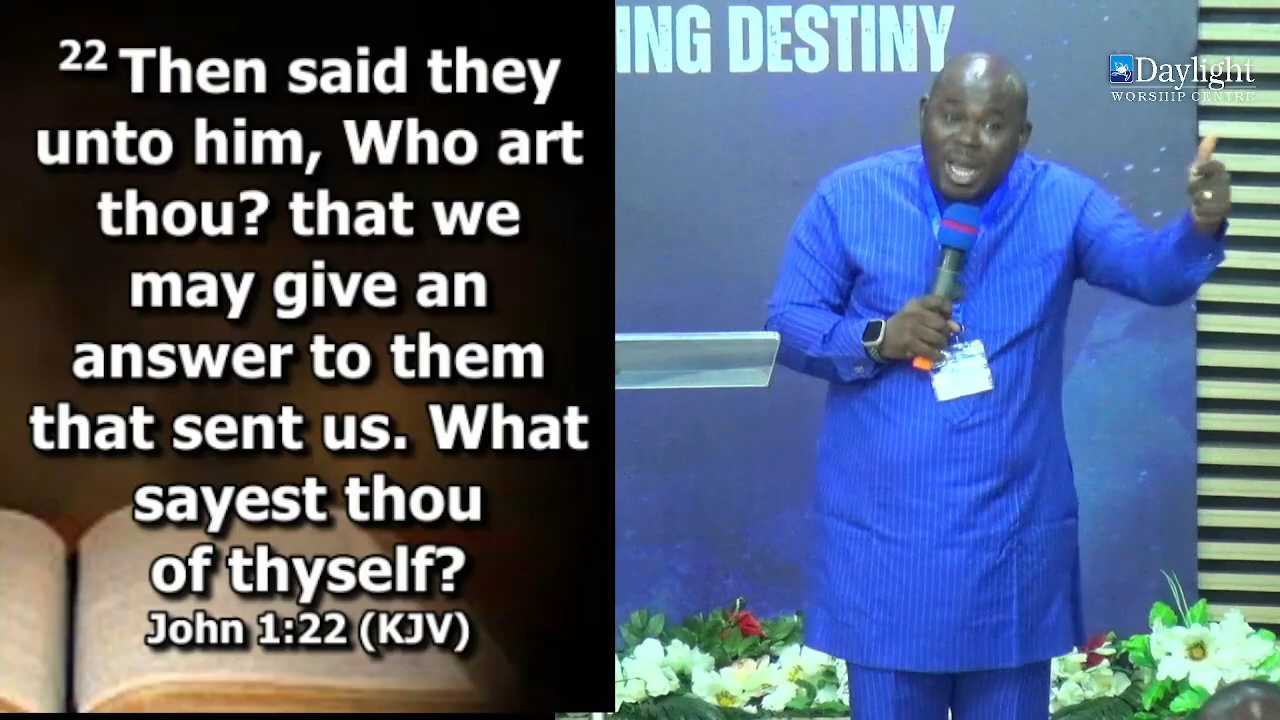 22 Then said they
unto him, Who art
thou? that we
may give an
answer to them
that sent us. What
sayest thou
of thyself?
John 1:22 (KJV)
ING DESTINY
Daylight
WORSHIP CENTRE